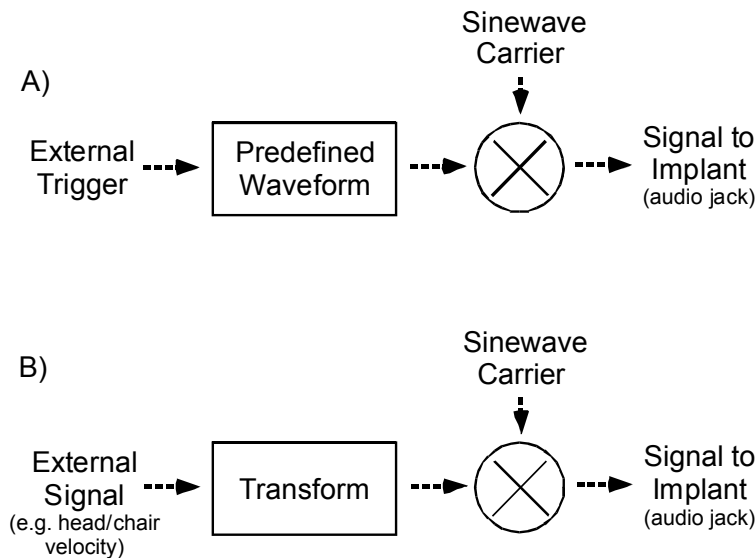 Sinewave
Carrier
A)
External
Trigger
Predefined
Waveform
Signal to
Implant
(audio jack)
Sinewave
Carrier
B)
External
Signal
(e.g. head/chair
velocity)
Transform
Signal to
Implant
(audio jack)